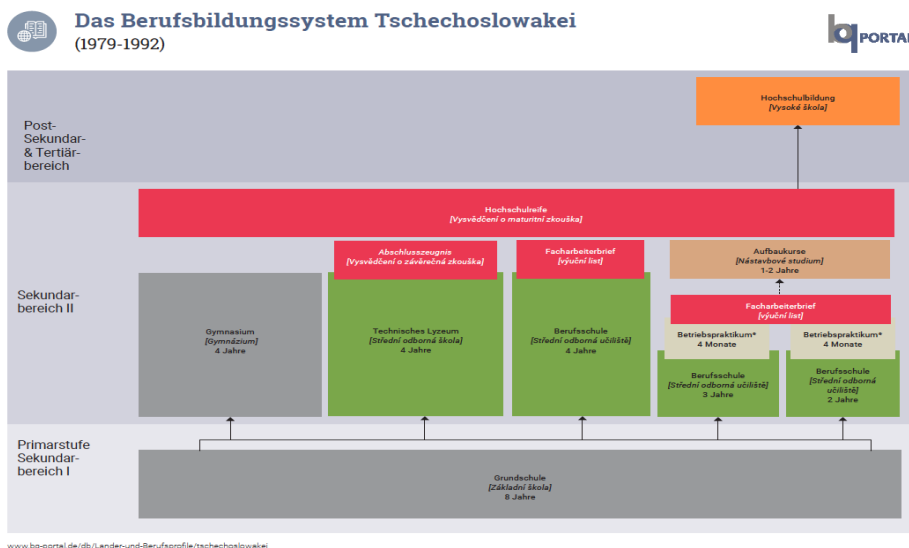 Das Berufsbildungssystem Tschechoslowakei
(1979-1992)
bq PORTAL
Post-
Sekundar-
& Tertiär-
bereich
Hochschulbildung
[Vysoké škola]
Hochschulreife
[Vysvědčení o maturitní zkouška]
Sekundar-
bereich II
Gymnasium
[Gymnázium]
4 Jahre
Abschlusszeugnis
[Vysvědčení o závěrečná zkouška]
Technisches Lyzeum
[Střední odborná škola]
4 Jahre
Facharbeiterbrief
[výuční list]
Berufsschule
[Střední odborná učiliště]
4 Jahre
Aufbaukurse
[Nástavbové studium]
1-2 Jahre
Facharbeiterbrief
[výuční list]
Betriebspraktikum*
4 Monate
Betriebspraktikum*
4 Monate
Berufsschule
[Střední odborná učiliště]
3 Jahre
Berufsschule
[Střední odborná
učiliště]
2 Jahre
Primarstufe
Sekundar-
bereich I
Grundschule
[Základní škola]
8 Jahre
www.bq-portal.de/db/Länder-und-Berufsprofile/tschechoslowakei